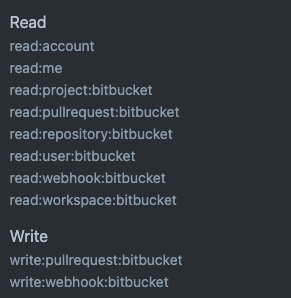 Read
read:account
read:me
read:project:bitbucket
read:pullrequest:bitbucket
read:repository:bitbucket
read:user:bitbucket
read:webhook:bitbucket
read:workspace:bitbucket
Write
write:pullrequest:bitbucket
write:webhook:bitbucket